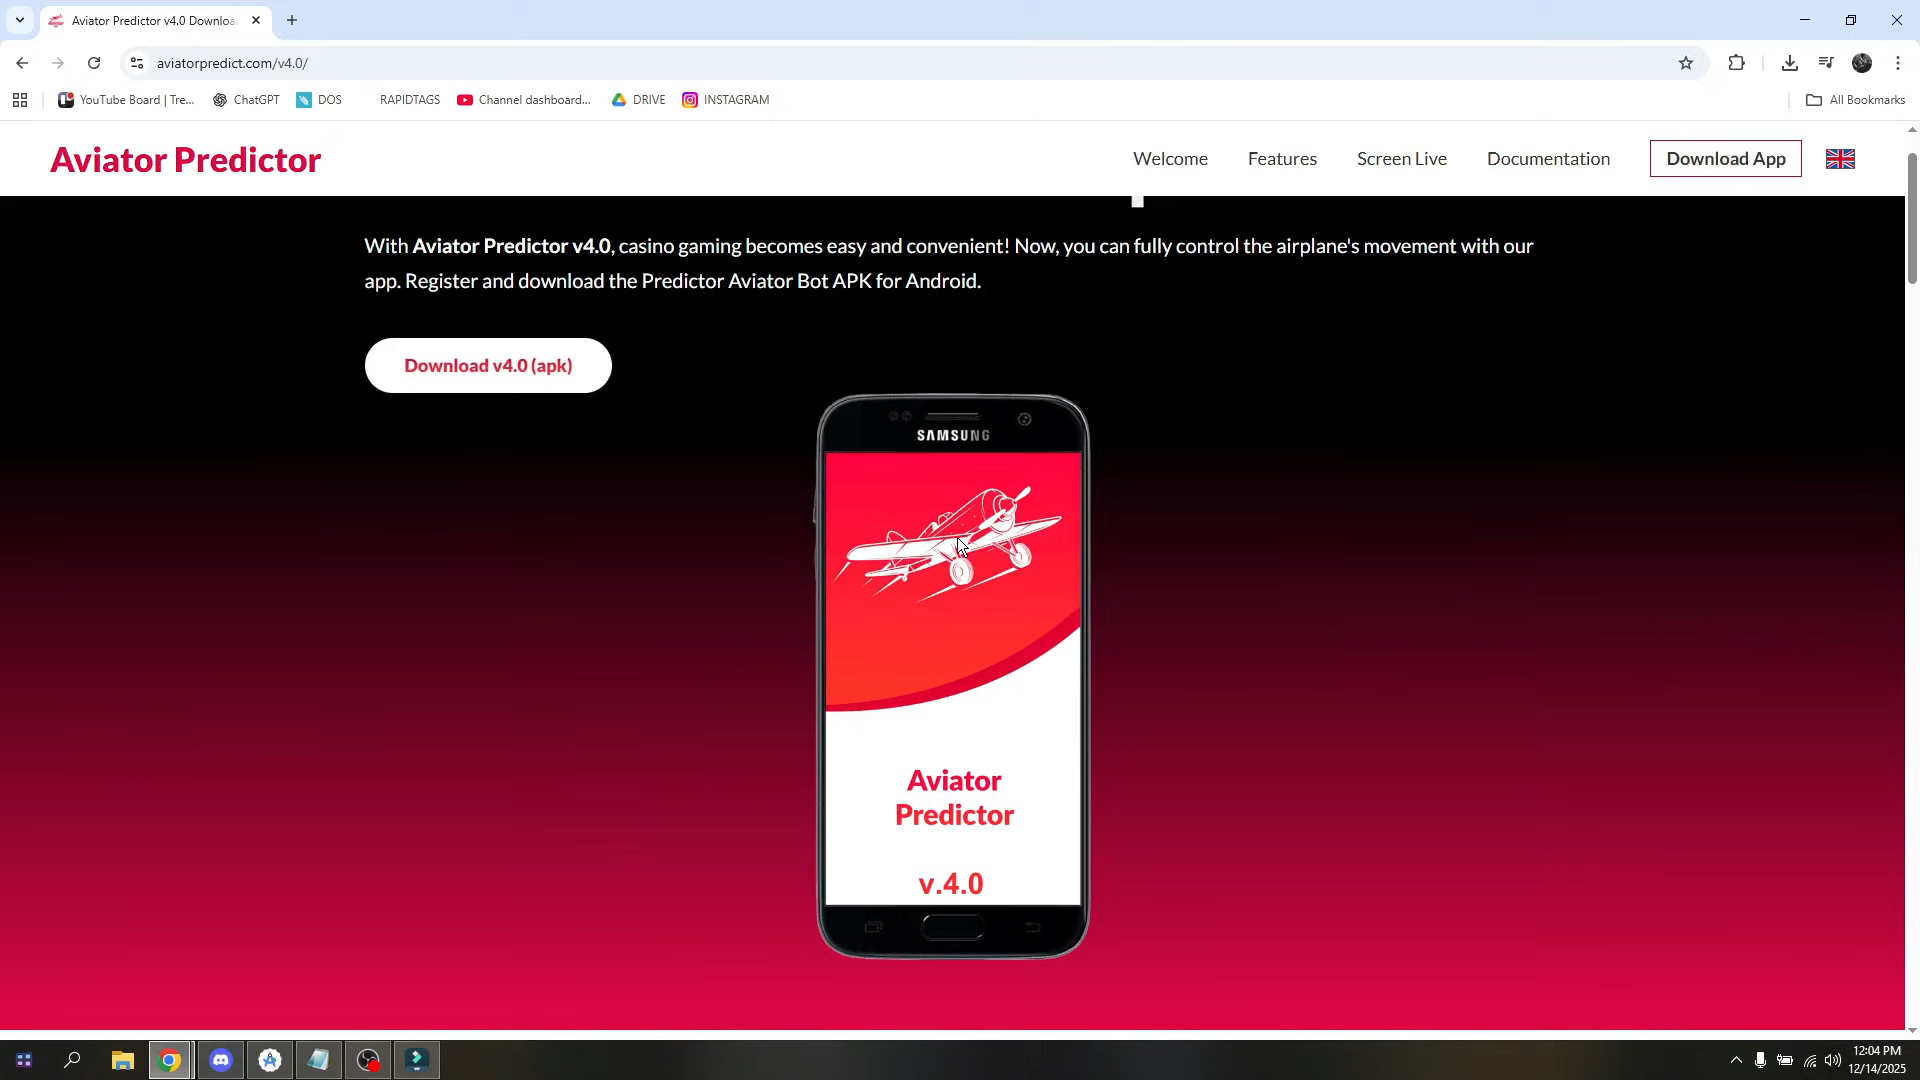 Aviator Predictor v4.0 Downloa
aviatorpredict.com/v4.0/
YouTube Board | Tre...
ChatGPT
DOS
RAPIDTAGS
Channel dashboard...
DRIVE
INSTAGRAM
All Bookmarks
Aviator Predictor
Welcome
Features
Screen Live
Documentation
Download App
With Aviator Predictor v4.0, casino gaming becomes easy and convenient! Now, you can fully control the airplane's movement with our
app. Register and download the Predictor Aviator Bot APK for Android.
Download v4.0 (apk)
SAMSUNG
Aviator
Predictor
v.4.0
12:04 PM
12/14/2025